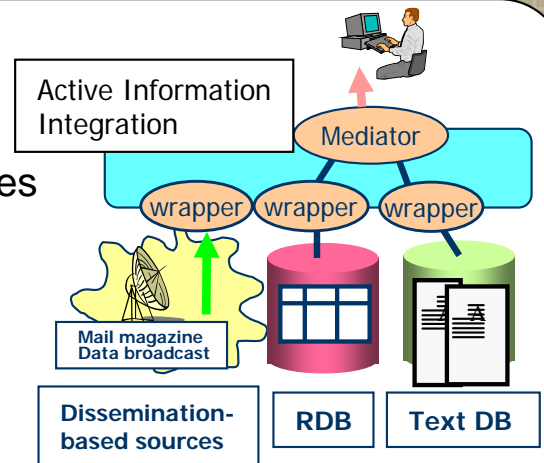 Active Information
Integration
Mediator
es
wrapper
wrapper
wrapper
Mail magazine
Data broadcast
A
A
Dissemination-
based sources
RDB
Text DB